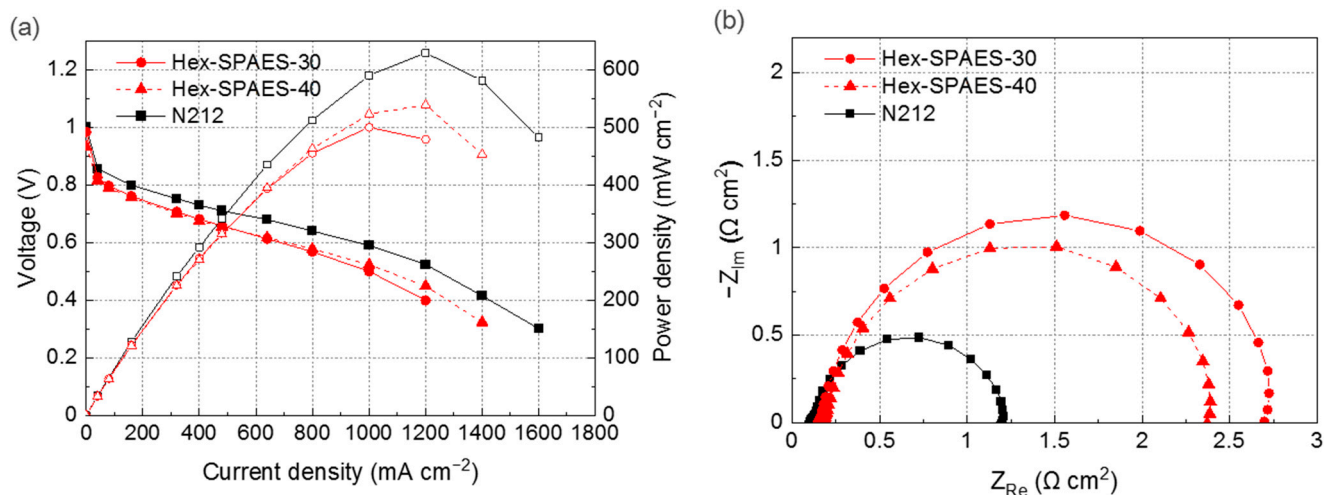 (a)
Hex-SPAES-30
Hex-SPAES-40
N212
Voltage (V)
0
0.2
0.4
0.6
0.8
1
1.2
Power density (mW cm⁻²)
0
100
200
300
400
500
600
0 200 400 600 800 1000 1200 1400 1600 1800
Current density (mA cm⁻²)
(b)
Hex-SPAES-30
Hex-SPAES-40
N212
−Z_Im (Ω cm²)
0
0.5
1
1.5
2
0 0.5 1 1.5 2 2.5 3
Z_Re (Ω cm²)